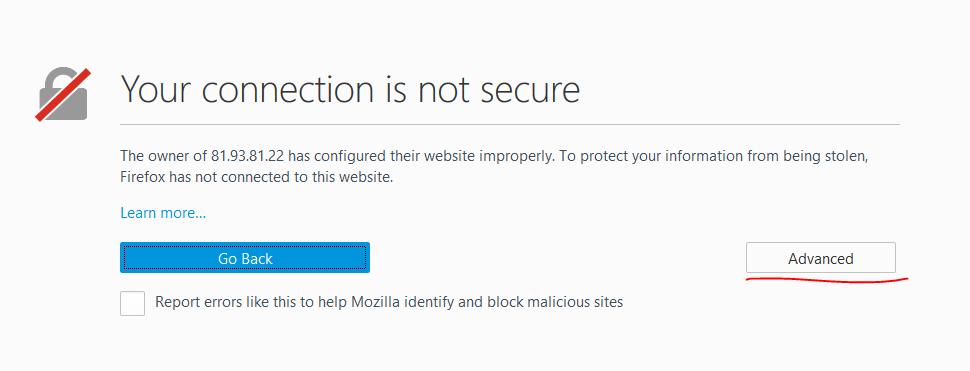 Your connection is not secure
The owner of 81.93.81.22 has configured their website improperly. To protect your information from being stolen,
Firefox has not connected to this website.
Learn more...
Go Back
Advanced
Report errors like this to help Mozilla identify and block malicious sites